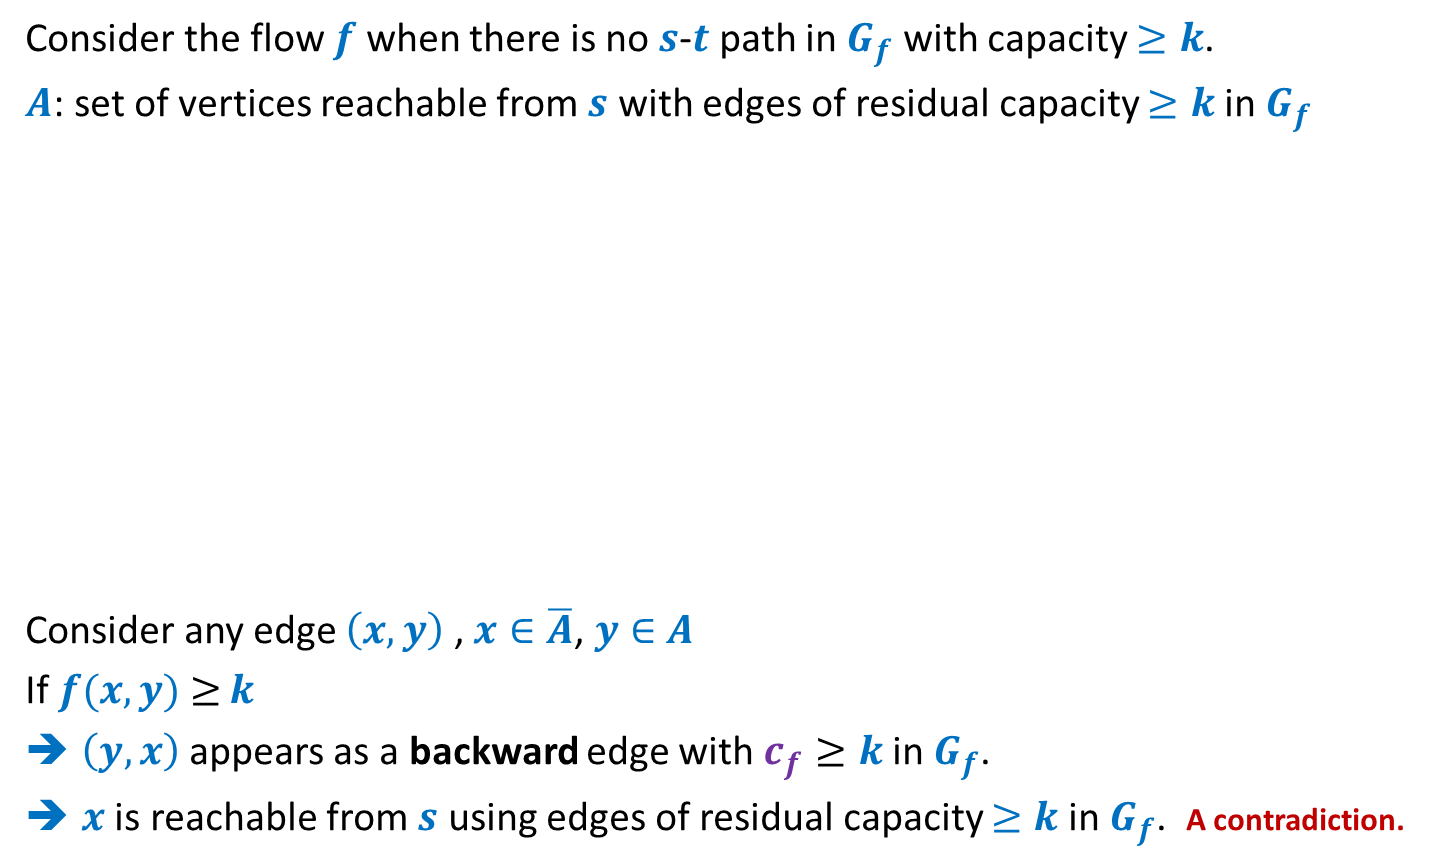 Consider the flow f when there is no s-t path in G_f with capacity ≥ k.
A: set of vertices reachable from s with edges of residual capacity ≥ k in G_f
Consider any edge (x, y) , x ∈ A̅, y ∈ A
If f(x, y) ≥ k
➔ (y, x) appears as a backward edge with c_f ≥ k in G_f.
➔ x is reachable from s using edges of residual capacity ≥ k in G_f. A contradiction.